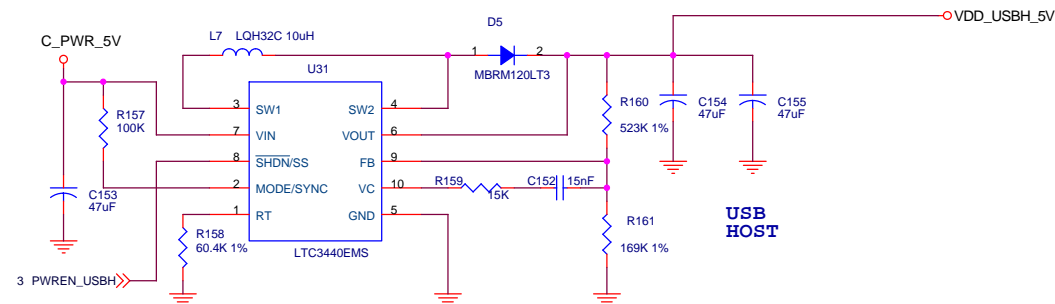 VDD_USBH_5V
D5
C_PWR_5V
L7 LQH32C 10uH
1 2
MBRM120LT3
U31
3 SW1 SW2 4
R157
100K
7 VIN VOUT 6
R160
523K 1%
C154
47uF
C155
47uF
8 SHDN/SS FB 9
2 MODE/SYNC VC 10
R159
15K
C152 15nF
C153
47uF
1 RT GND 5
R158
60.4K 1%
R161
169K 1%
USB
HOST
LTC3440EMS
3 PWREN_USBH